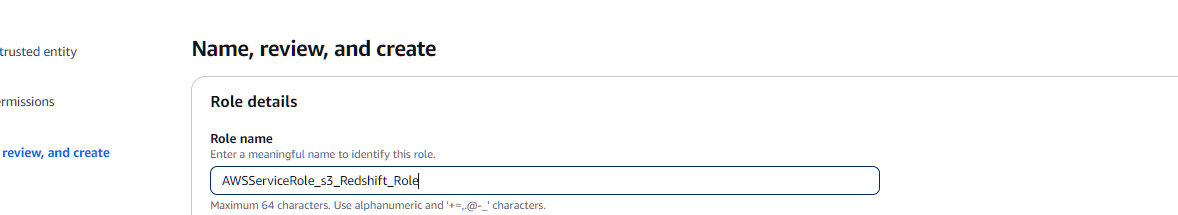 trusted entity
Name, review, and create
ermissions
Role details
Role name
review, and create
Enter a meaningful name to identify this role.
AWSServiceRole_s3_Redshift_Role
Maximum 64 characters. Use alphanumeric and '+=,.@-_' characters.